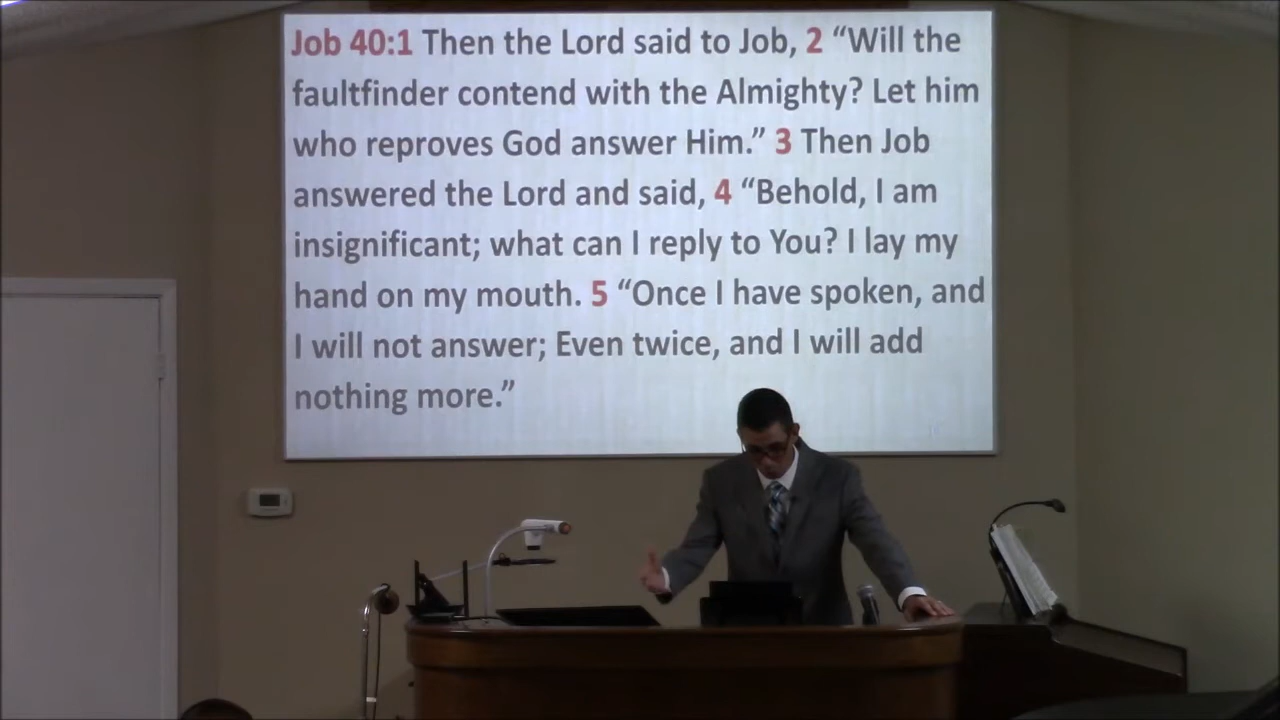 Job 40:1 Then the Lord said to Job, 2 “Will the
faultfinder contend with the Almighty? Let him
who reproves God answer Him.” 3 Then Job
answered the Lord and said, 4 “Behold, I am
insignificant; what can I reply to You? I lay my
hand on my mouth. 5 “Once I have spoken, and
I will not answer; Even twice, and I will add
nothing more.”